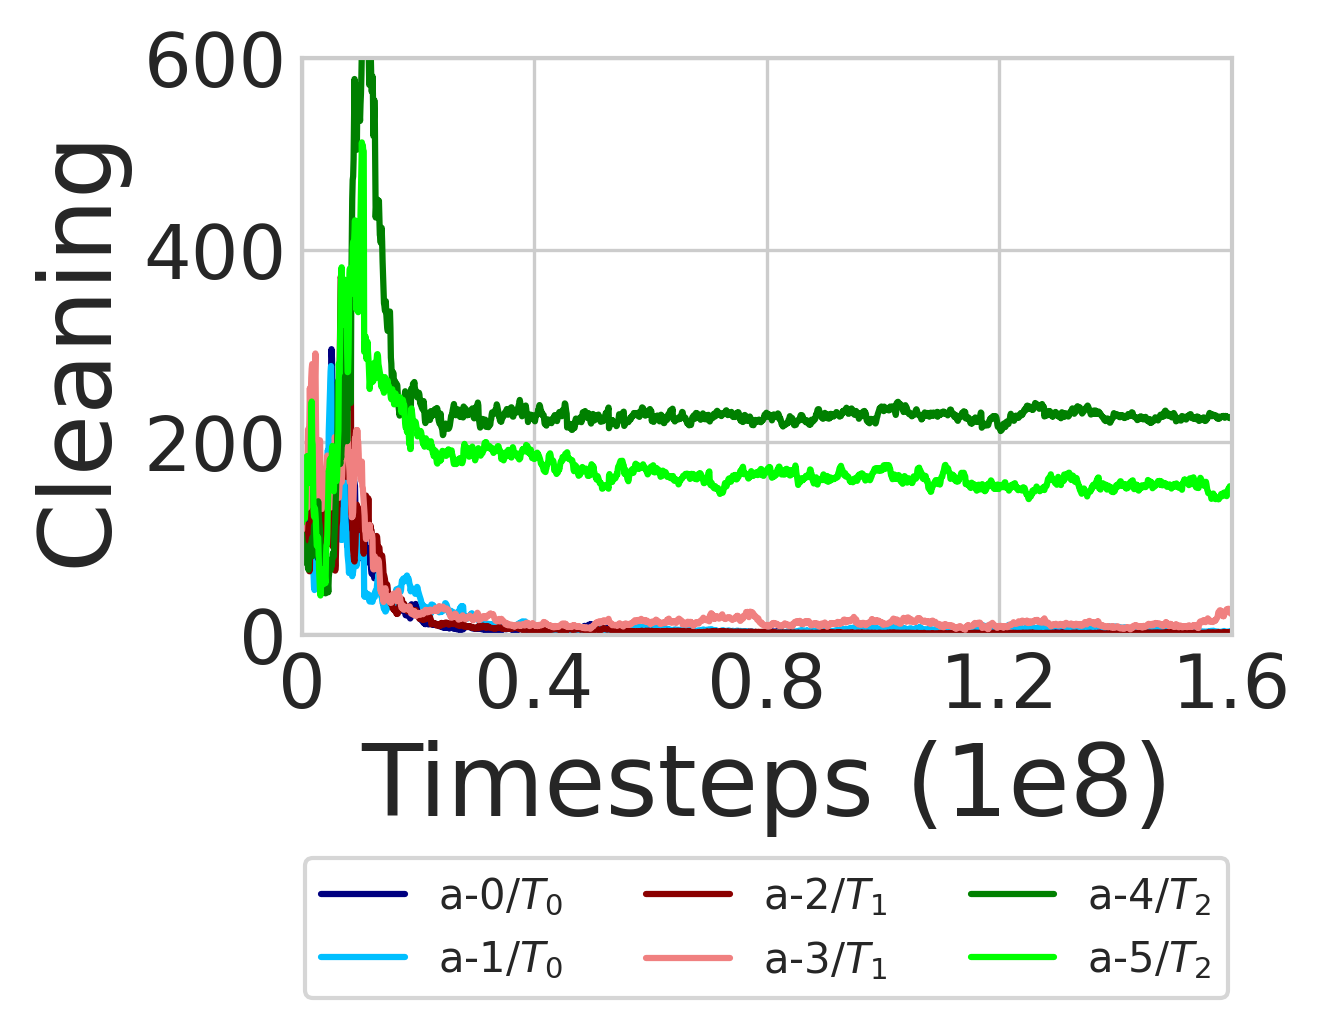 600
400
200
0
Cleaning
0 0.4 0.8 1.2 1.6
Timesteps (1e8)
a-0/T₀ a-2/T₁ a-4/T₂
a-1/T₀ a-3/T₁ a-5/T₂